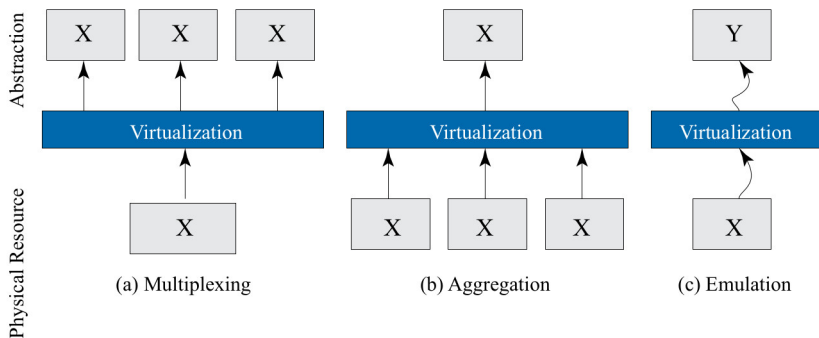 Abstraction
X X X
X
Y
Virtualization
Virtualization
Virtualization
Physical Resource
X
X X X
X
(a) Multiplexing
(b) Aggregation
(c) Emulation